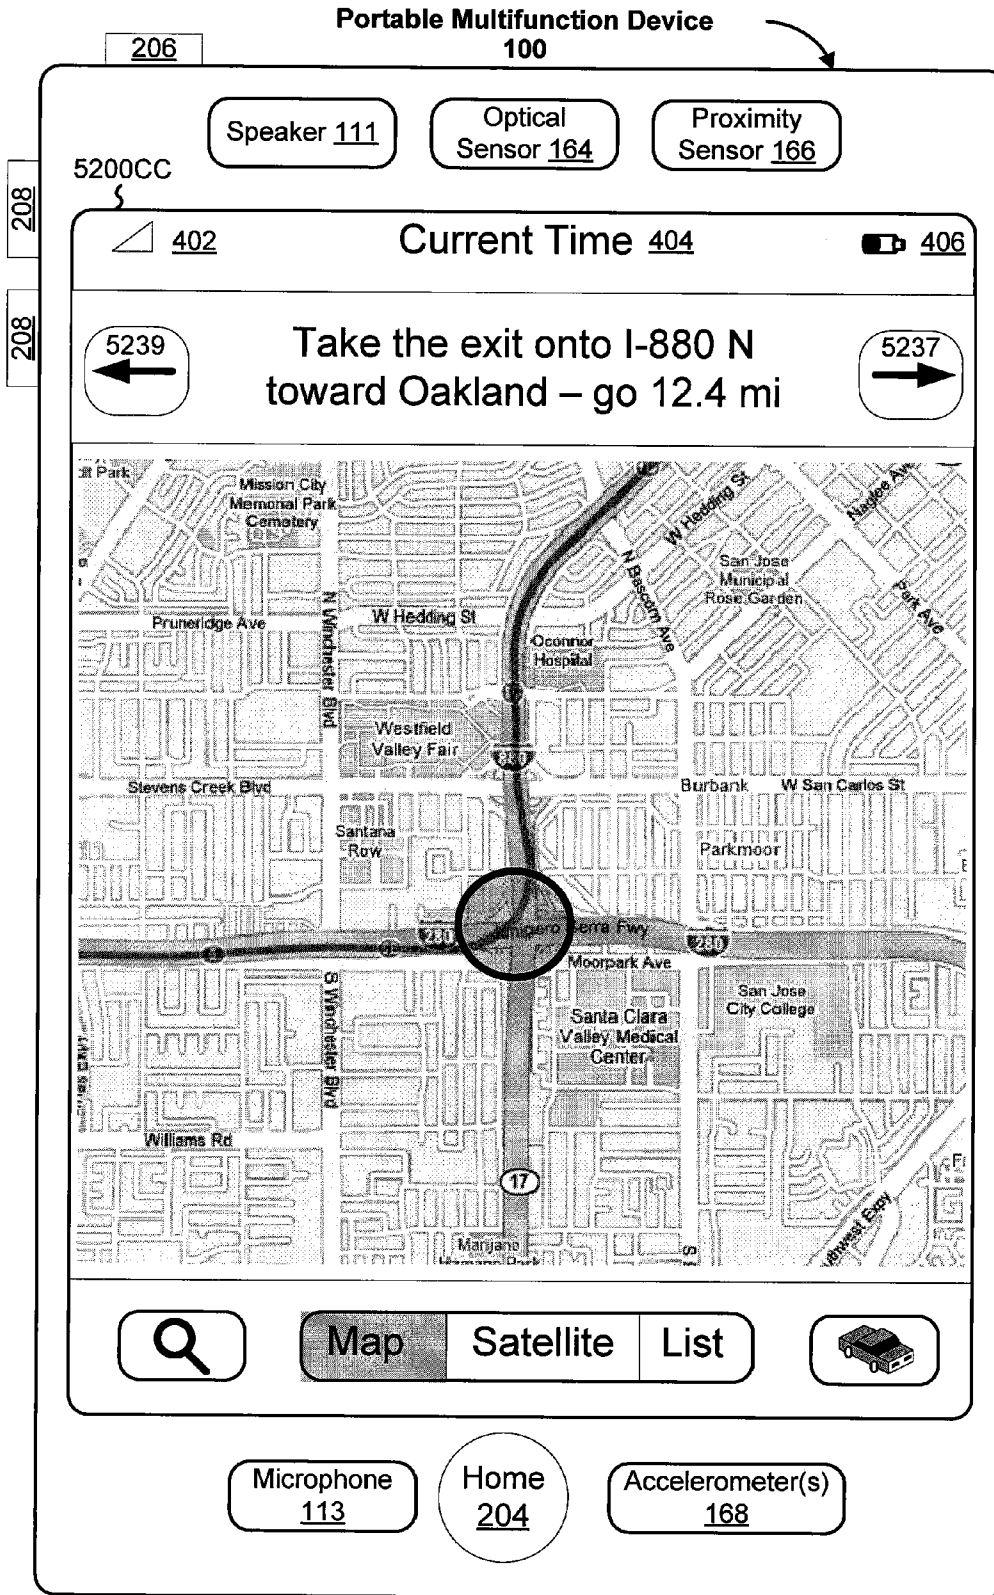 Portable Multifunction Device
100
206
Speaker 111
Optical
Sensor 164
Proximity
Sensor 166
5200CC
208
208
402
Current Time 404
406
5239
Take the exit onto I-880 N
toward Oakland – go 12.4 mi
5237
Park
Mission City
Memorial Park
Cemetery
W Hedding St
Naglee Ave
N Bascom Ave
San Jose
Municipal
Rose Garden
Park Ave
Pruneridge Ave
N Winchester Blvd
W Hedding St
Oconnor
Hospital
Westfield
Valley Fair
880
Stevens Creek Blvd
Burbank
W San Carlos St
Santana
Row
Parkmoor
280
Serra Fwy
280
Moorpark Ave
S Winchester Blvd
San Jose
City College
Santa Clara
Valley Medical
Center
Williams Rd
17
Expy
Map
Satellite
List
Microphone
113
Home
204
Accelerometer(s)
168